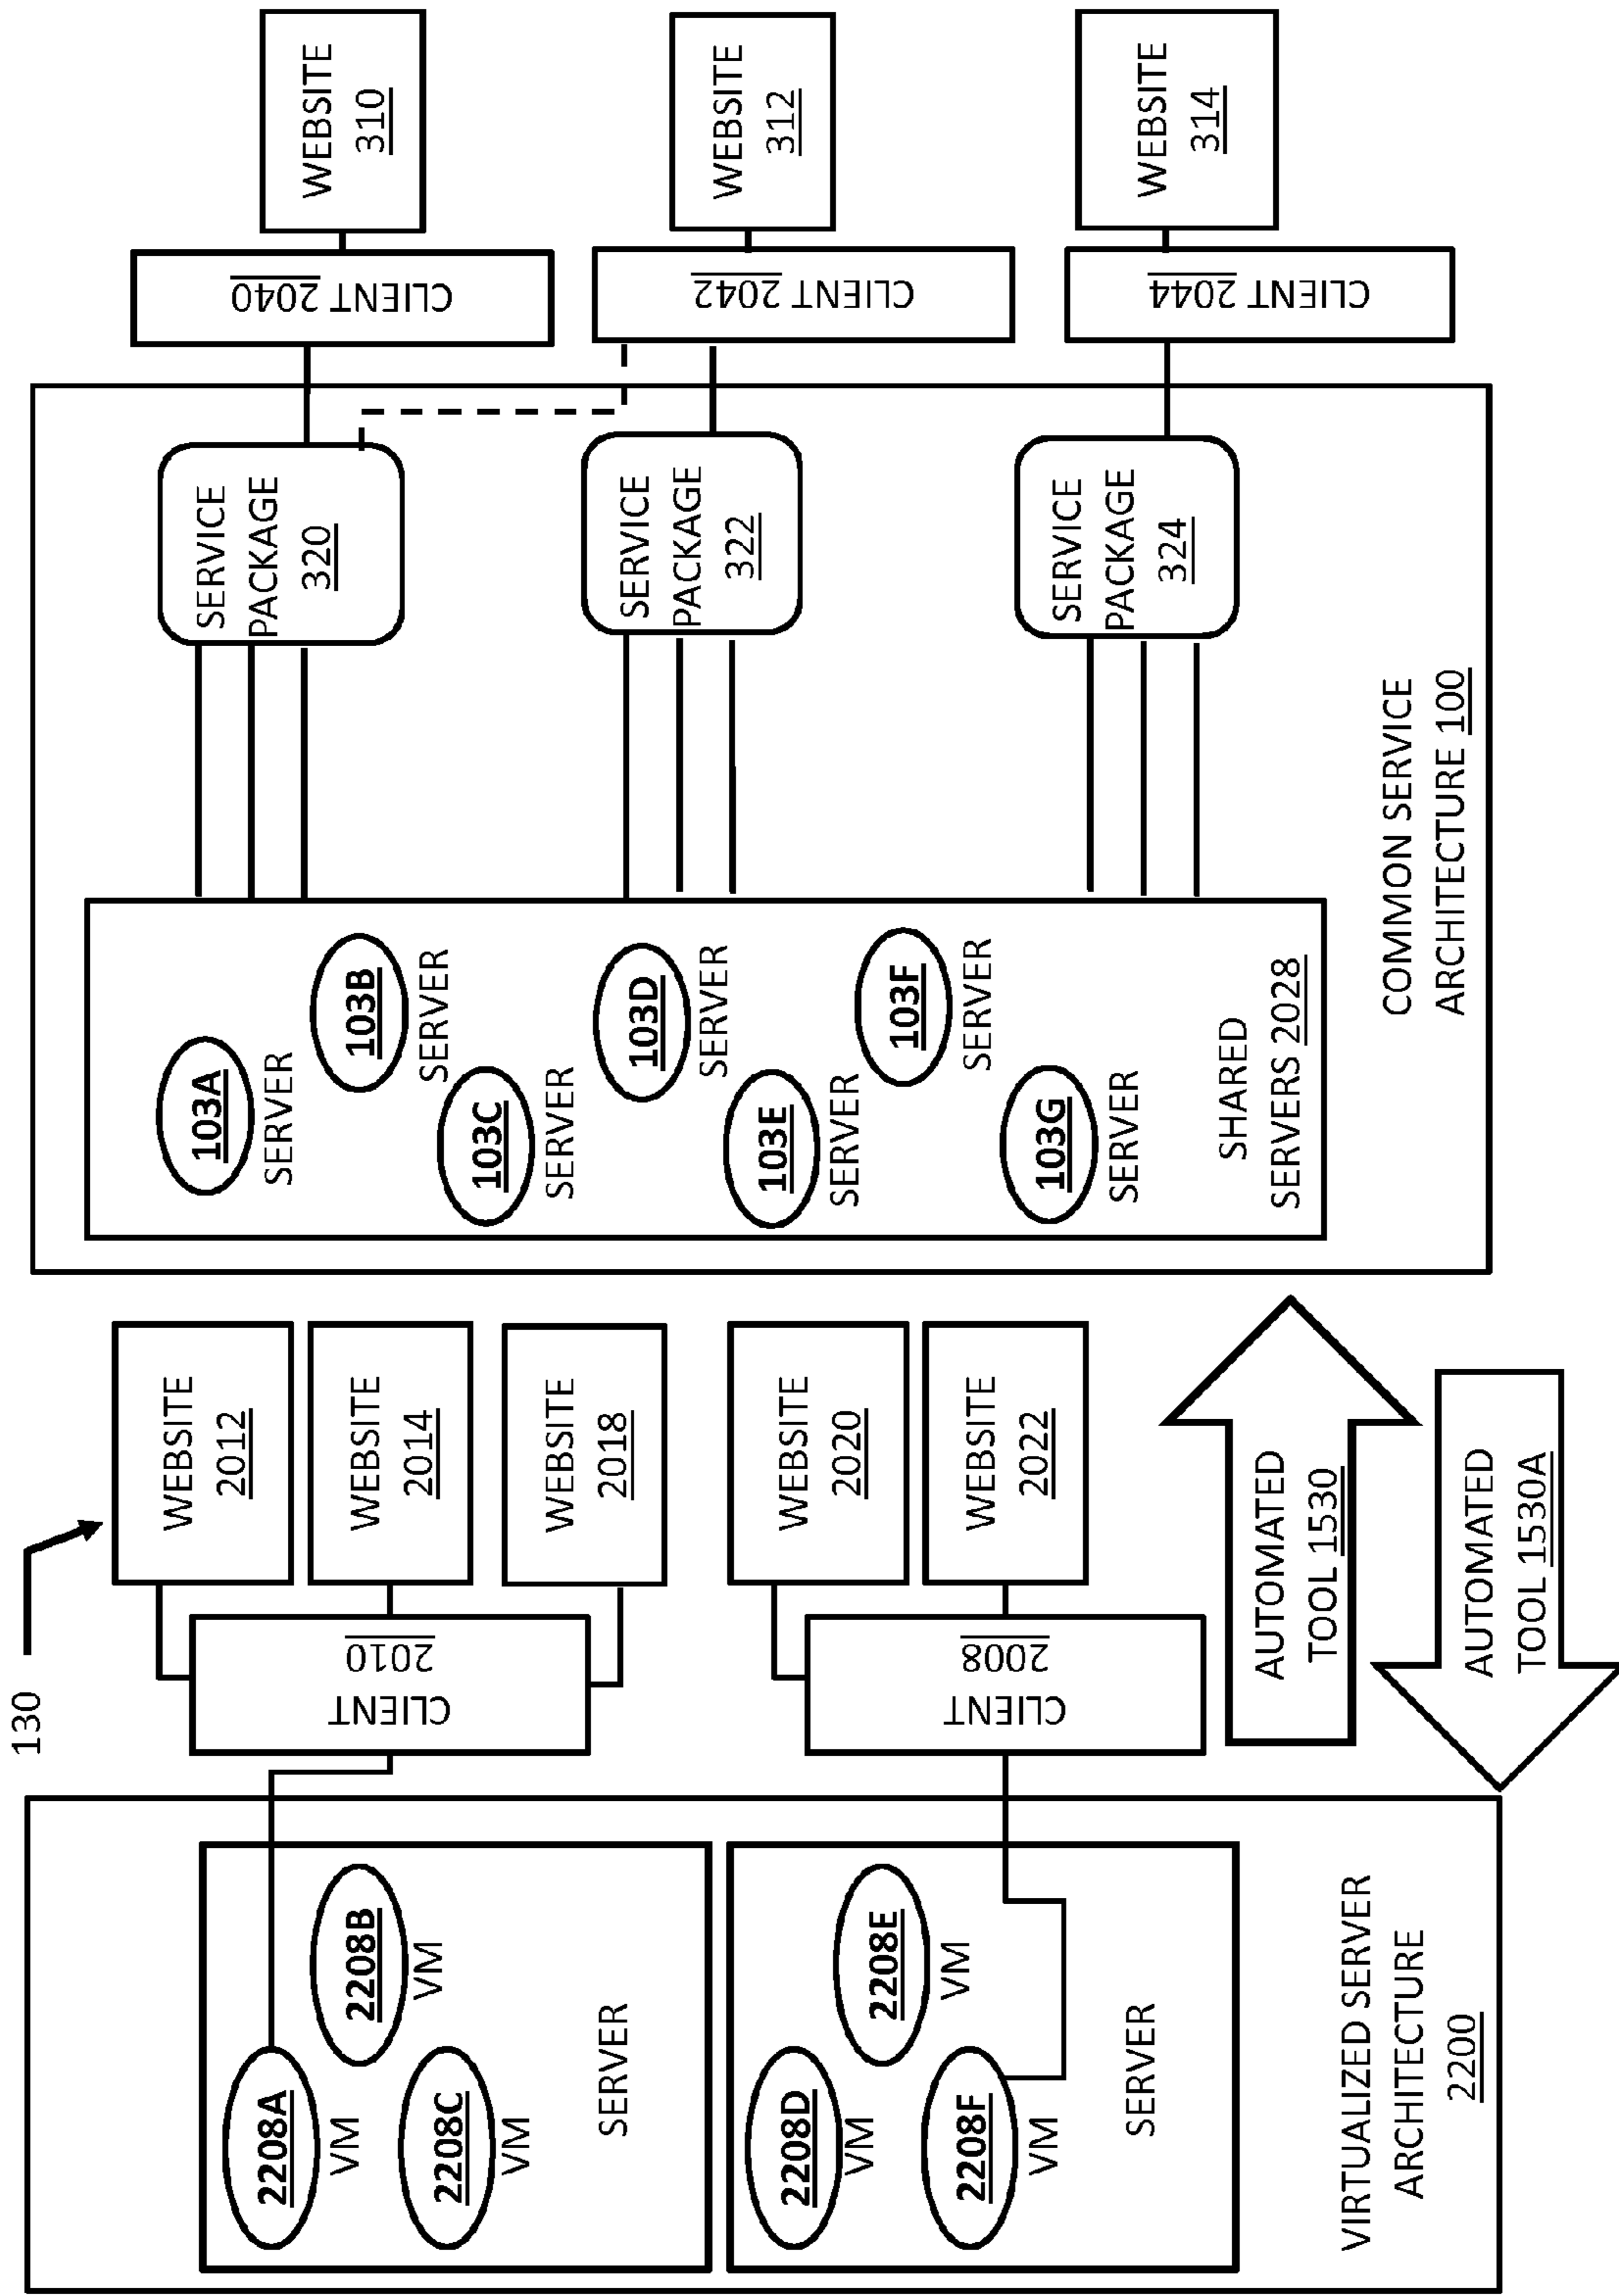 130
2208A
VM
2208B
VM
2208C
VM
SERVER
2208D
VM
2208E
VM
2208F
VM
SERVER
VIRTUALIZED SERVER
ARCHITECTURE
2200
CLIENT
2010
WEBSITE
2012
WEBSITE
2014
WEBSITE
2018
CLIENT
2008
WEBSITE
2020
WEBSITE
2022
AUTOMATED
TOOL 1530
AUTOMATED
TOOL 1530A
103A
SERVER
103B
SERVER
103C
SERVER
103D
SERVER
103E
SERVER
103F
SERVER
103G
SERVER
SHARED
SERVERS 2028
SERVICE
PACKAGE
320
SERVICE
PACKAGE
322
SERVICE
PACKAGE
324
COMMON SERVICE
ARCHITECTURE 100
CLIENT 2040
WEBSITE
310
CLIENT 2042
WEBSITE
312
CLIENT 2044
WEBSITE
314